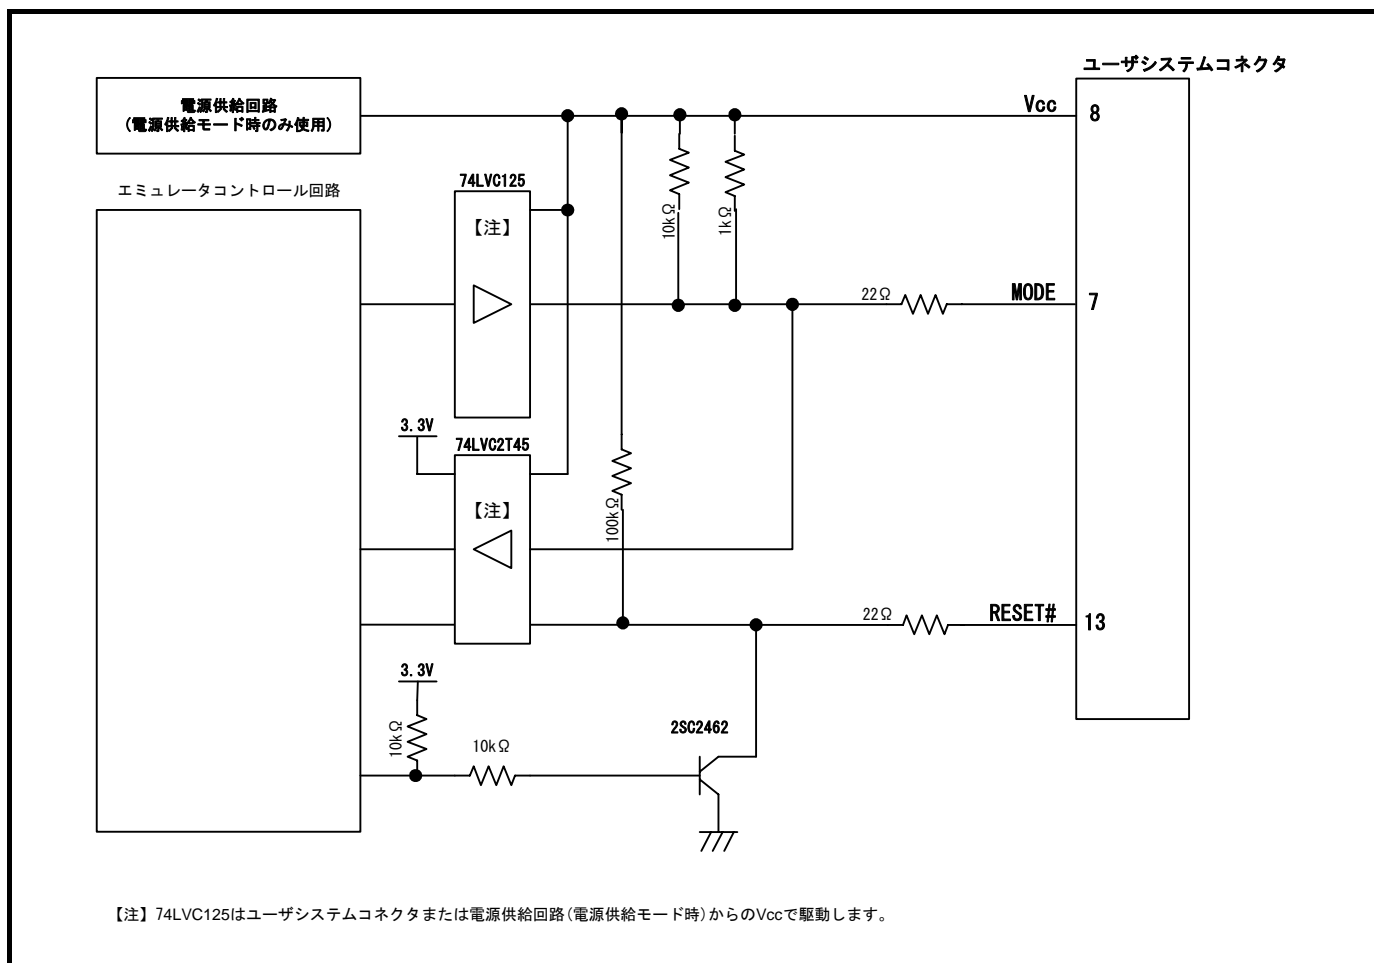 ユーザシステムコネクタ
電源供給回路
(電源供給モード時のみ使用)
Vcc
8
エミュレータコントロール回路
74LVC125
【注】
10kΩ
1kΩ
22Ω
MODE
7
3.3V
74LVC2T45
【注】
100kΩ
22Ω
RESET#
13
3.3V
10kΩ
10kΩ
2SC2462
【注】74LVC125はユーザシステムコネクタまたは電源供給回路(電源供給モード時)からのVccで駆動します。